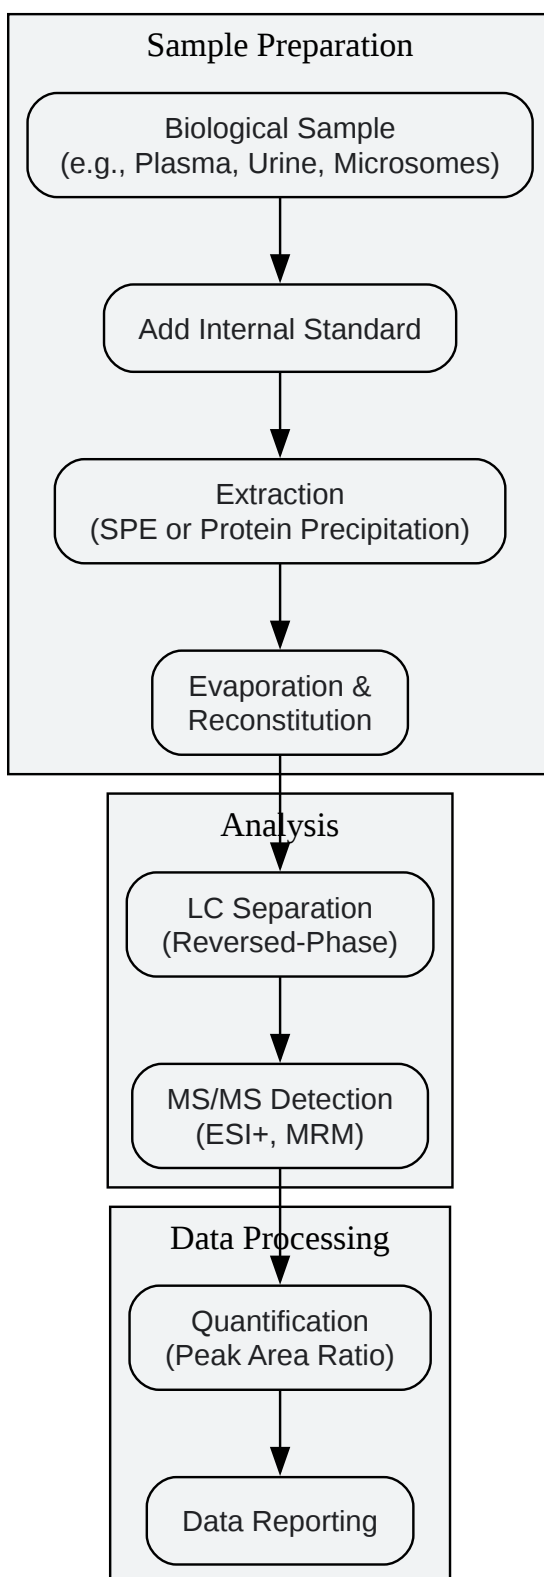 Sample Preparation
Biological Sample
(e.g., Plasma, Urine, Microsomes)
Add Internal Standard
Extraction
(SPE or Protein Precipitation)
Evaporation &
Reconstitution
Analysis
LC Separation
(Reversed-Phase)
MS/MS Detection
(ESI+, MRM)
Data Processing
Quantification
(Peak Area Ratio)
Data Reporting